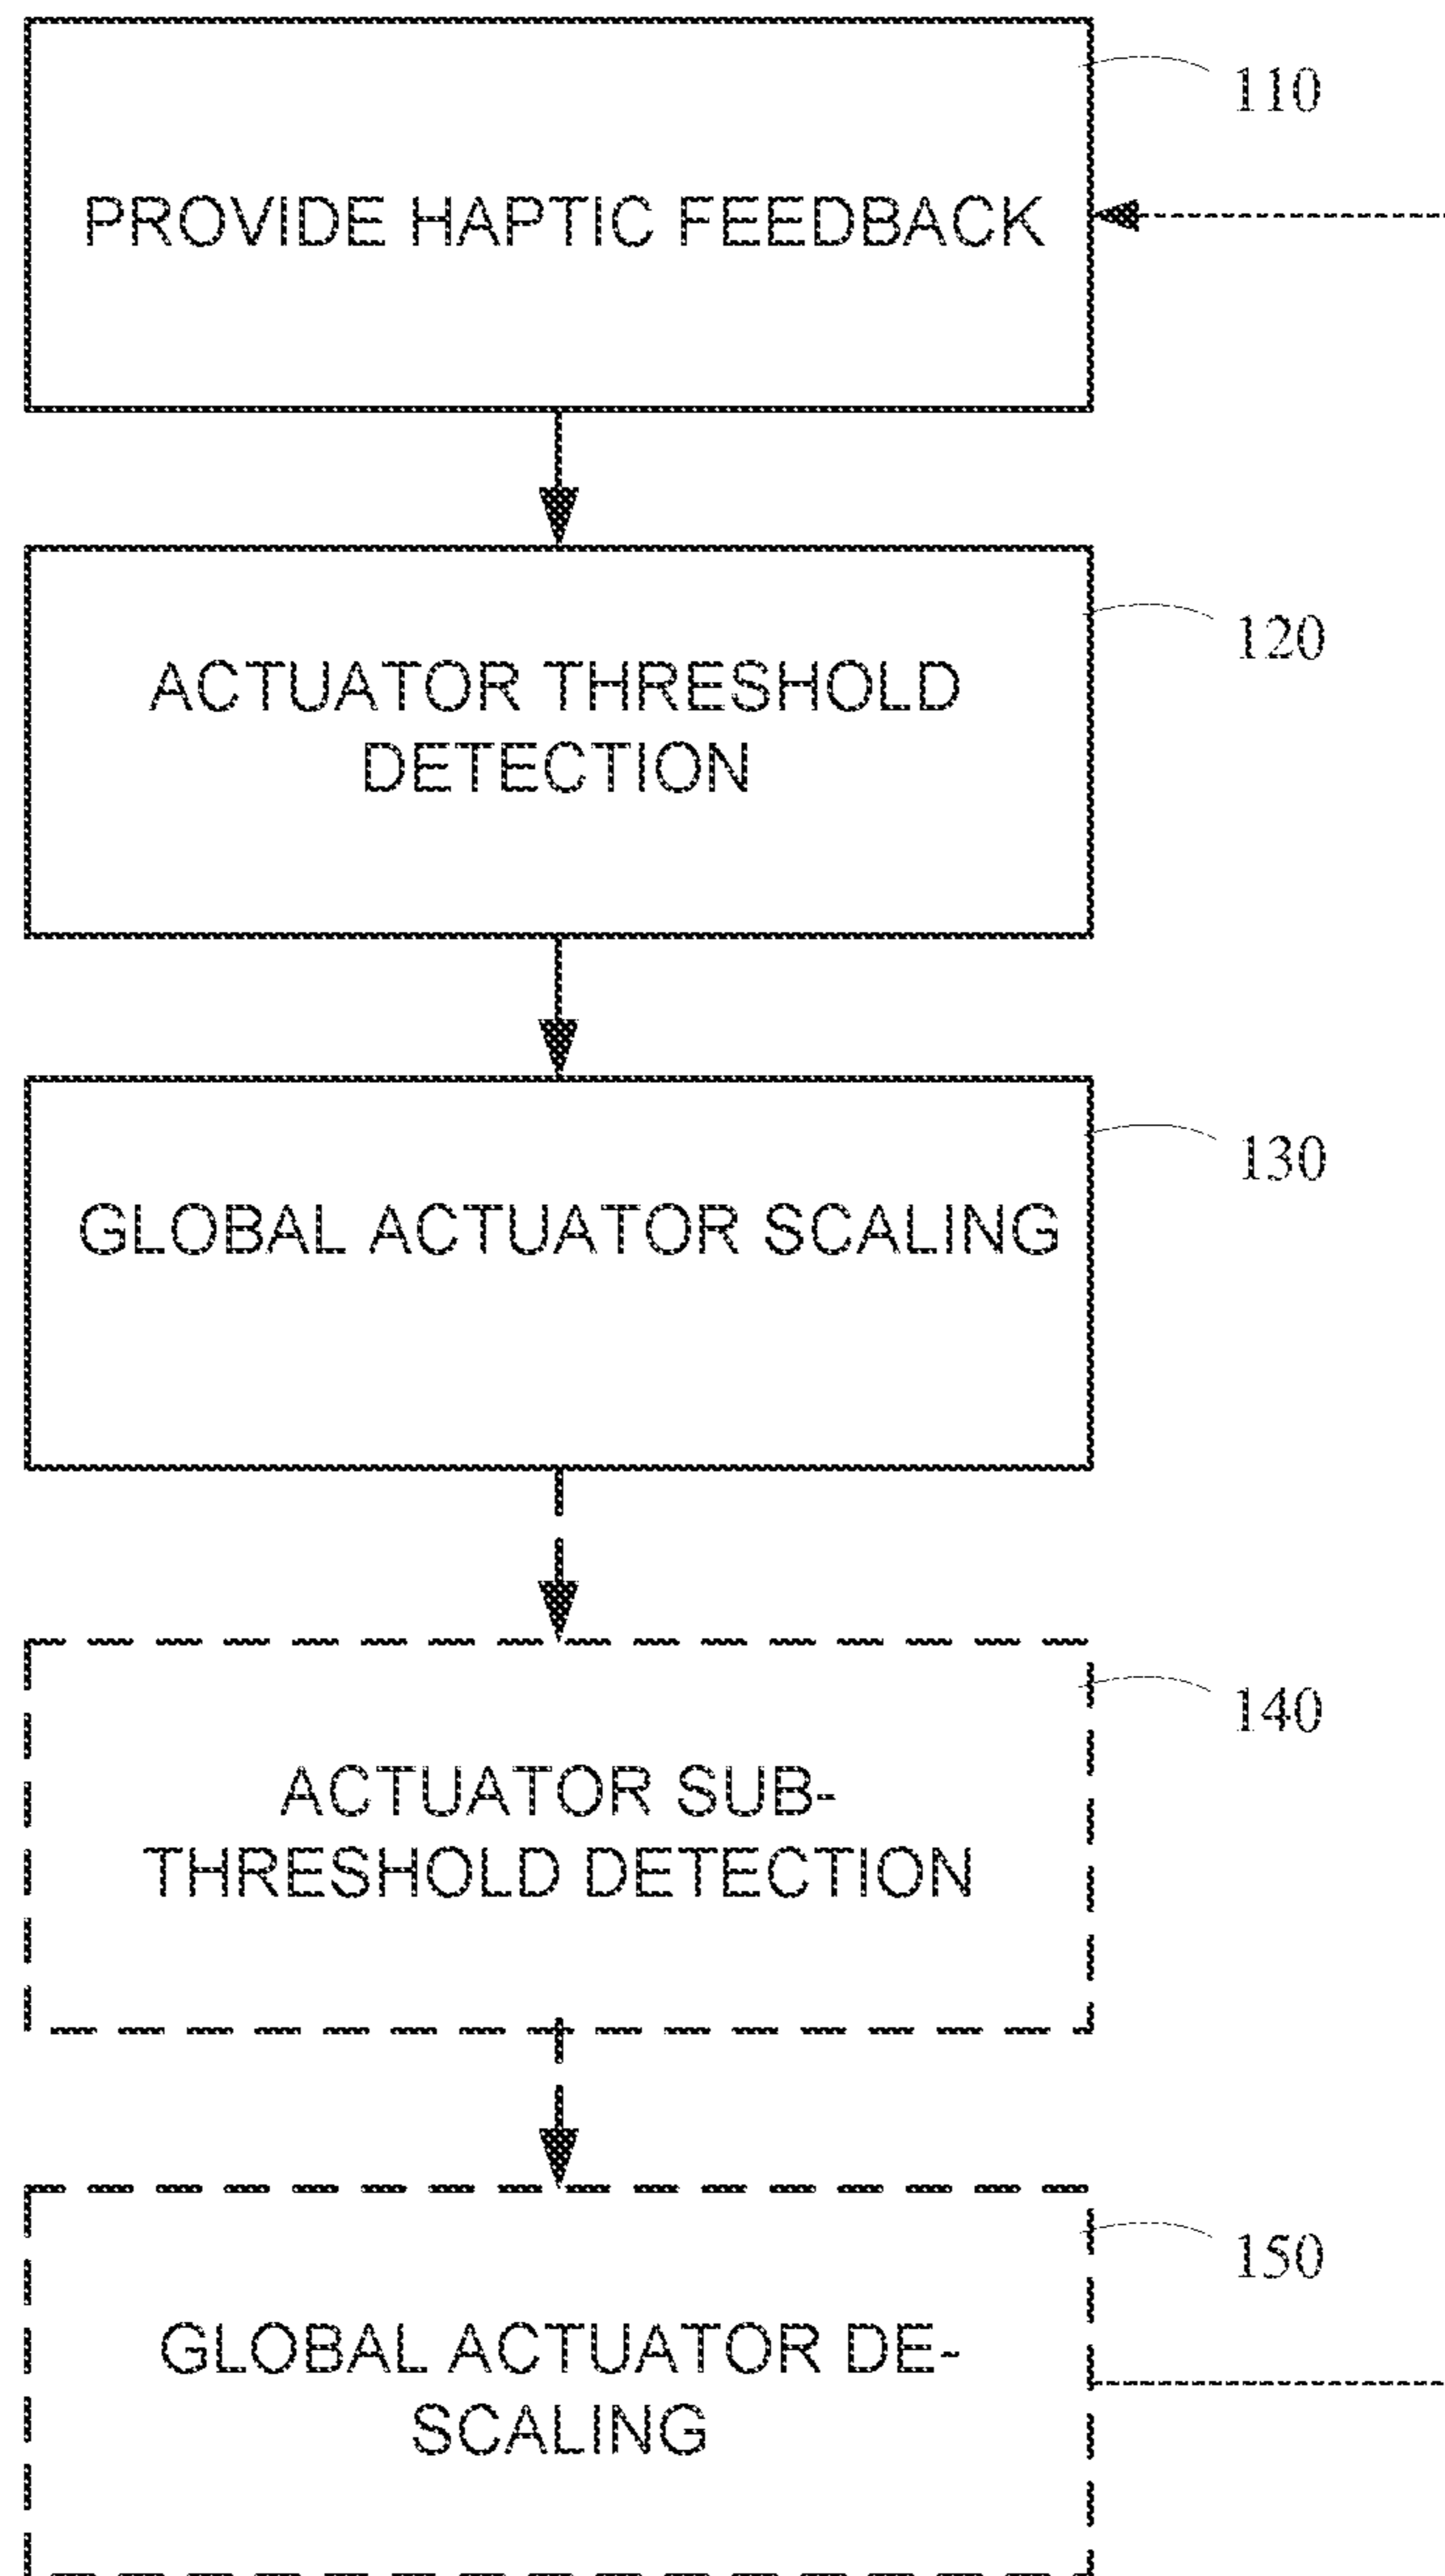 110
PROVIDE HAPTIC FEEDBACK
120
ACTUATOR THRESHOLD
DETECTION
130
GLOBAL ACTUATOR SCALING
140
ACTUATOR SUB-
THRESHOLD DETECTION
150
GLOBAL ACTUATOR DE-
SCALING